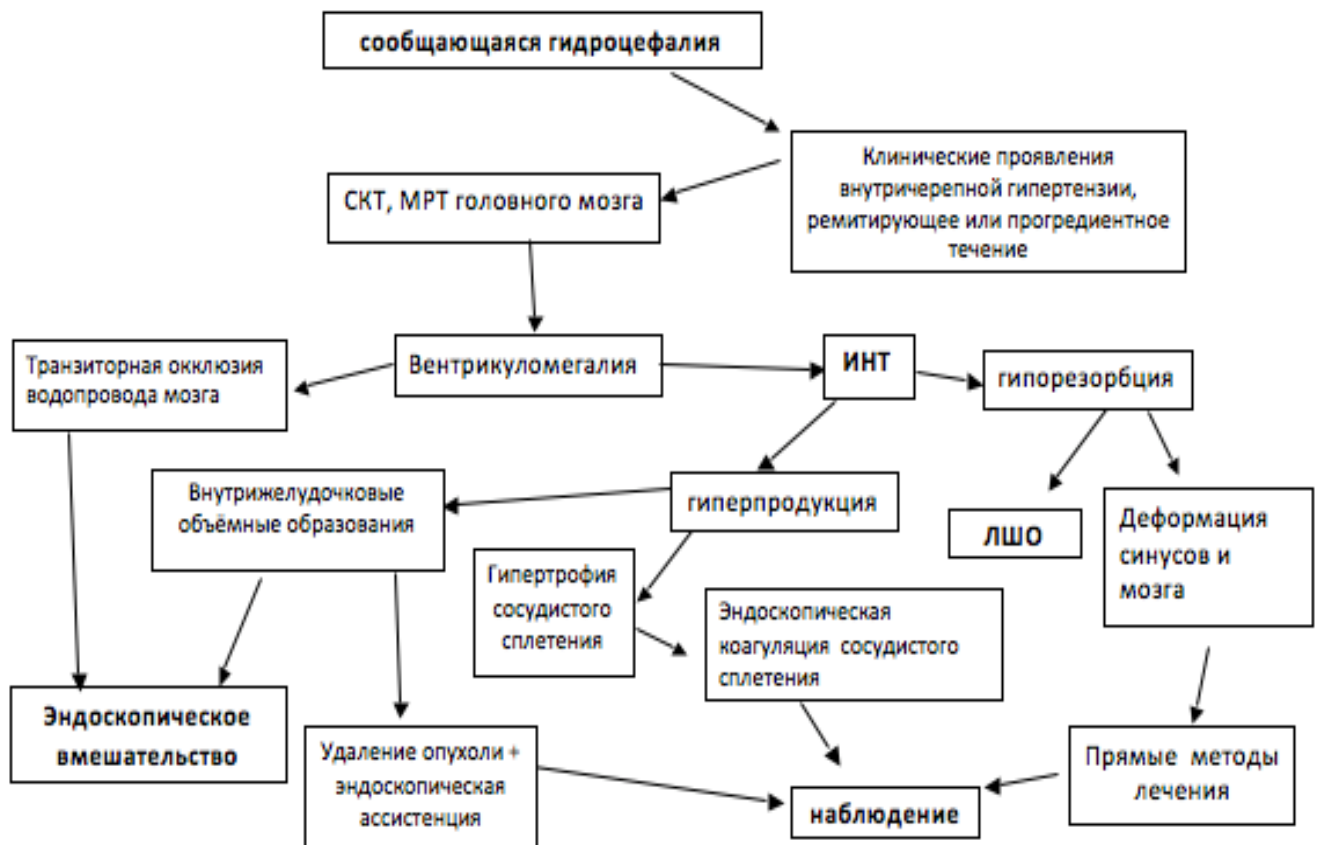 сообщающаяся гидроцефалия
Клинические проявления
внутричерепной гипертензии,
ремитирующее или прогредиентное
течение
СКТ, МРТ головного мозга
Транзиторная окклюзия
водопровода мозга
Вентрикуломегалия
ИНТ
гипорезорбция
Внутрижелудочковые
объёмные образования
гиперпродукция
ЛШО
Деформация
синусов и
мозга
Гипертрофия
сосудистого
сплетения
Эндоскопическая
коагуляция сосудистого
сплетения
Эндоскопическое
вмешательство
Удаление опухоли +
эндоскопическая
ассистенция
наблюдение
Прямые методы
лечения